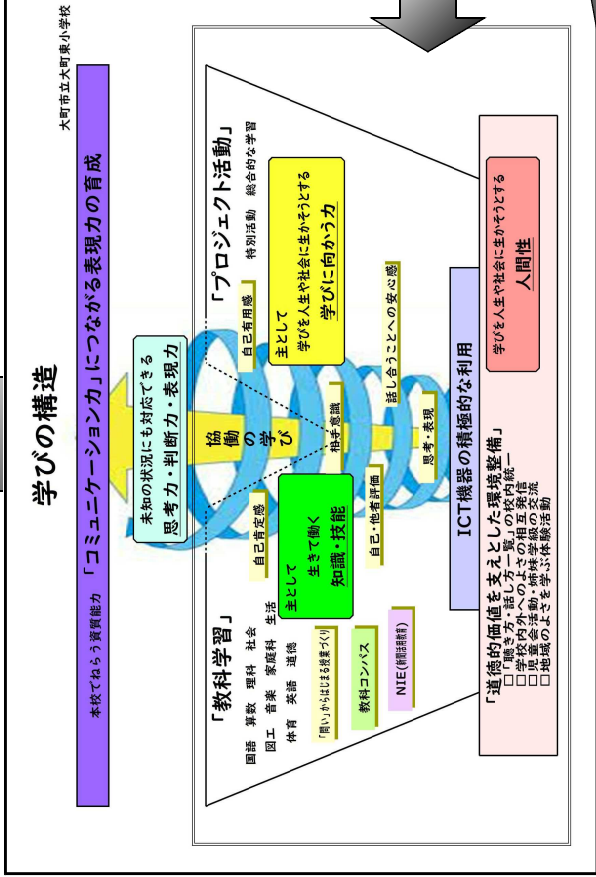 学びの構造
大町市立大町東小学校
本校でねらう資質能力 「コミュニケーション力」につながる表現力の育成
未知の状況にも対応できる
思考力・判断力・表現力
「教科学習」
国語 算数 理科 社会
図工 音楽 家庭科 生活
体育 英語 道徳
「問い」からはじまる授業づくり
教科コンパス
NIE(新聞活用教育)
自己肯定感
主として
生きて働く
知識・技能
自己・他者評価
協働の学び
相手意識
思考・表現
「プロジェクト活動」
特別活動 総合的な学習
自己有用感
主として
学びを人生や社会に生かそうとする
学びに向かう力
話し合うことへの安心感
ICT機器の積極的な利用
「道徳的価値を支えとした環境整備」
□「聴き方・話し方一覧」の校内統一
□学校内外へのよさの相互発信
□児童会活動・姉妹学級の交流
□地域のよさを学ぶ体験活動
学びを人生や社会に生かそうとする
人間性